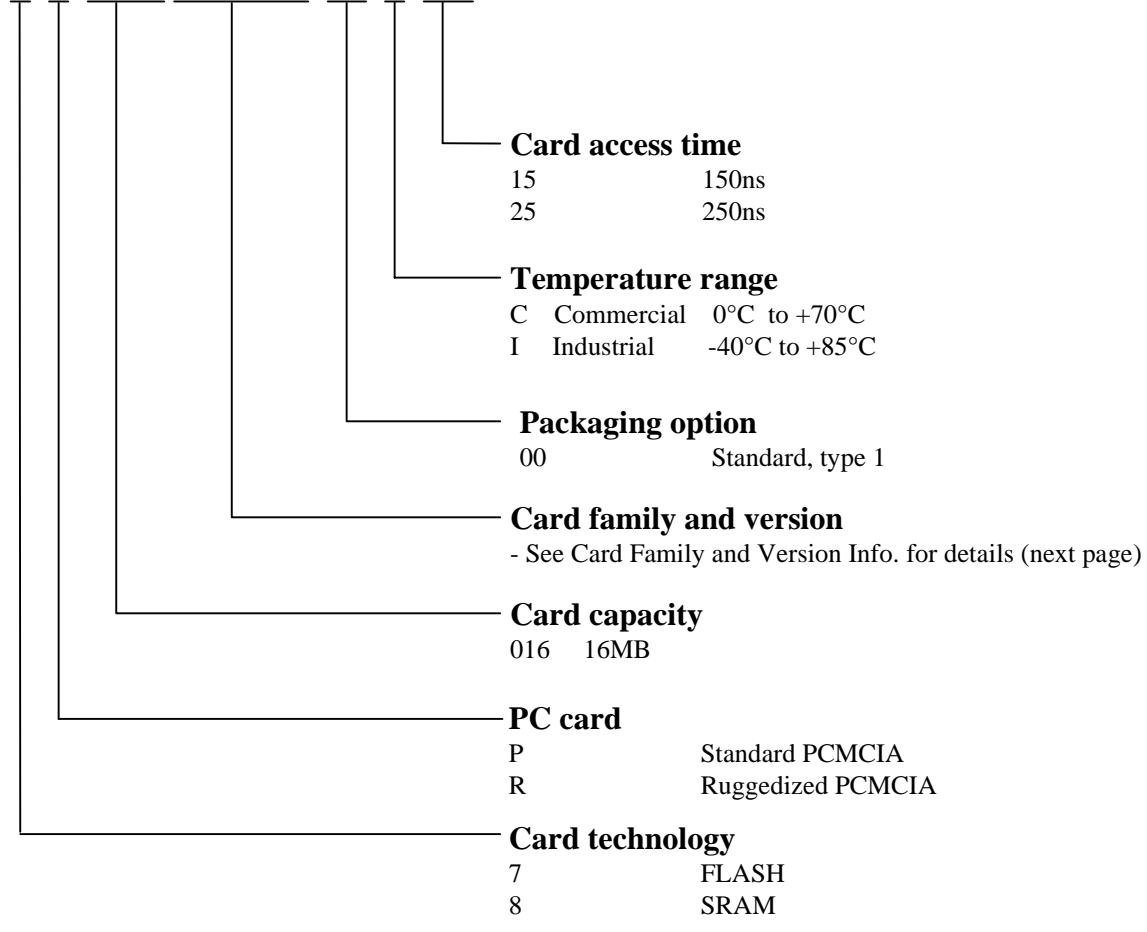 Card access time
15 150ns
25 250ns
Temperature range
C Commercial 0°C to +70°C
I Industrial -40°C to +85°C
Packaging option
00 Standard, type 1
Card family and version
- See Card Family and Version Info. for details (next page)
Card capacity
016 16MB
PC card
P Standard PCMCIA
R Ruggedized PCMCIA
Card technology
7 FLASH
8 SRAM